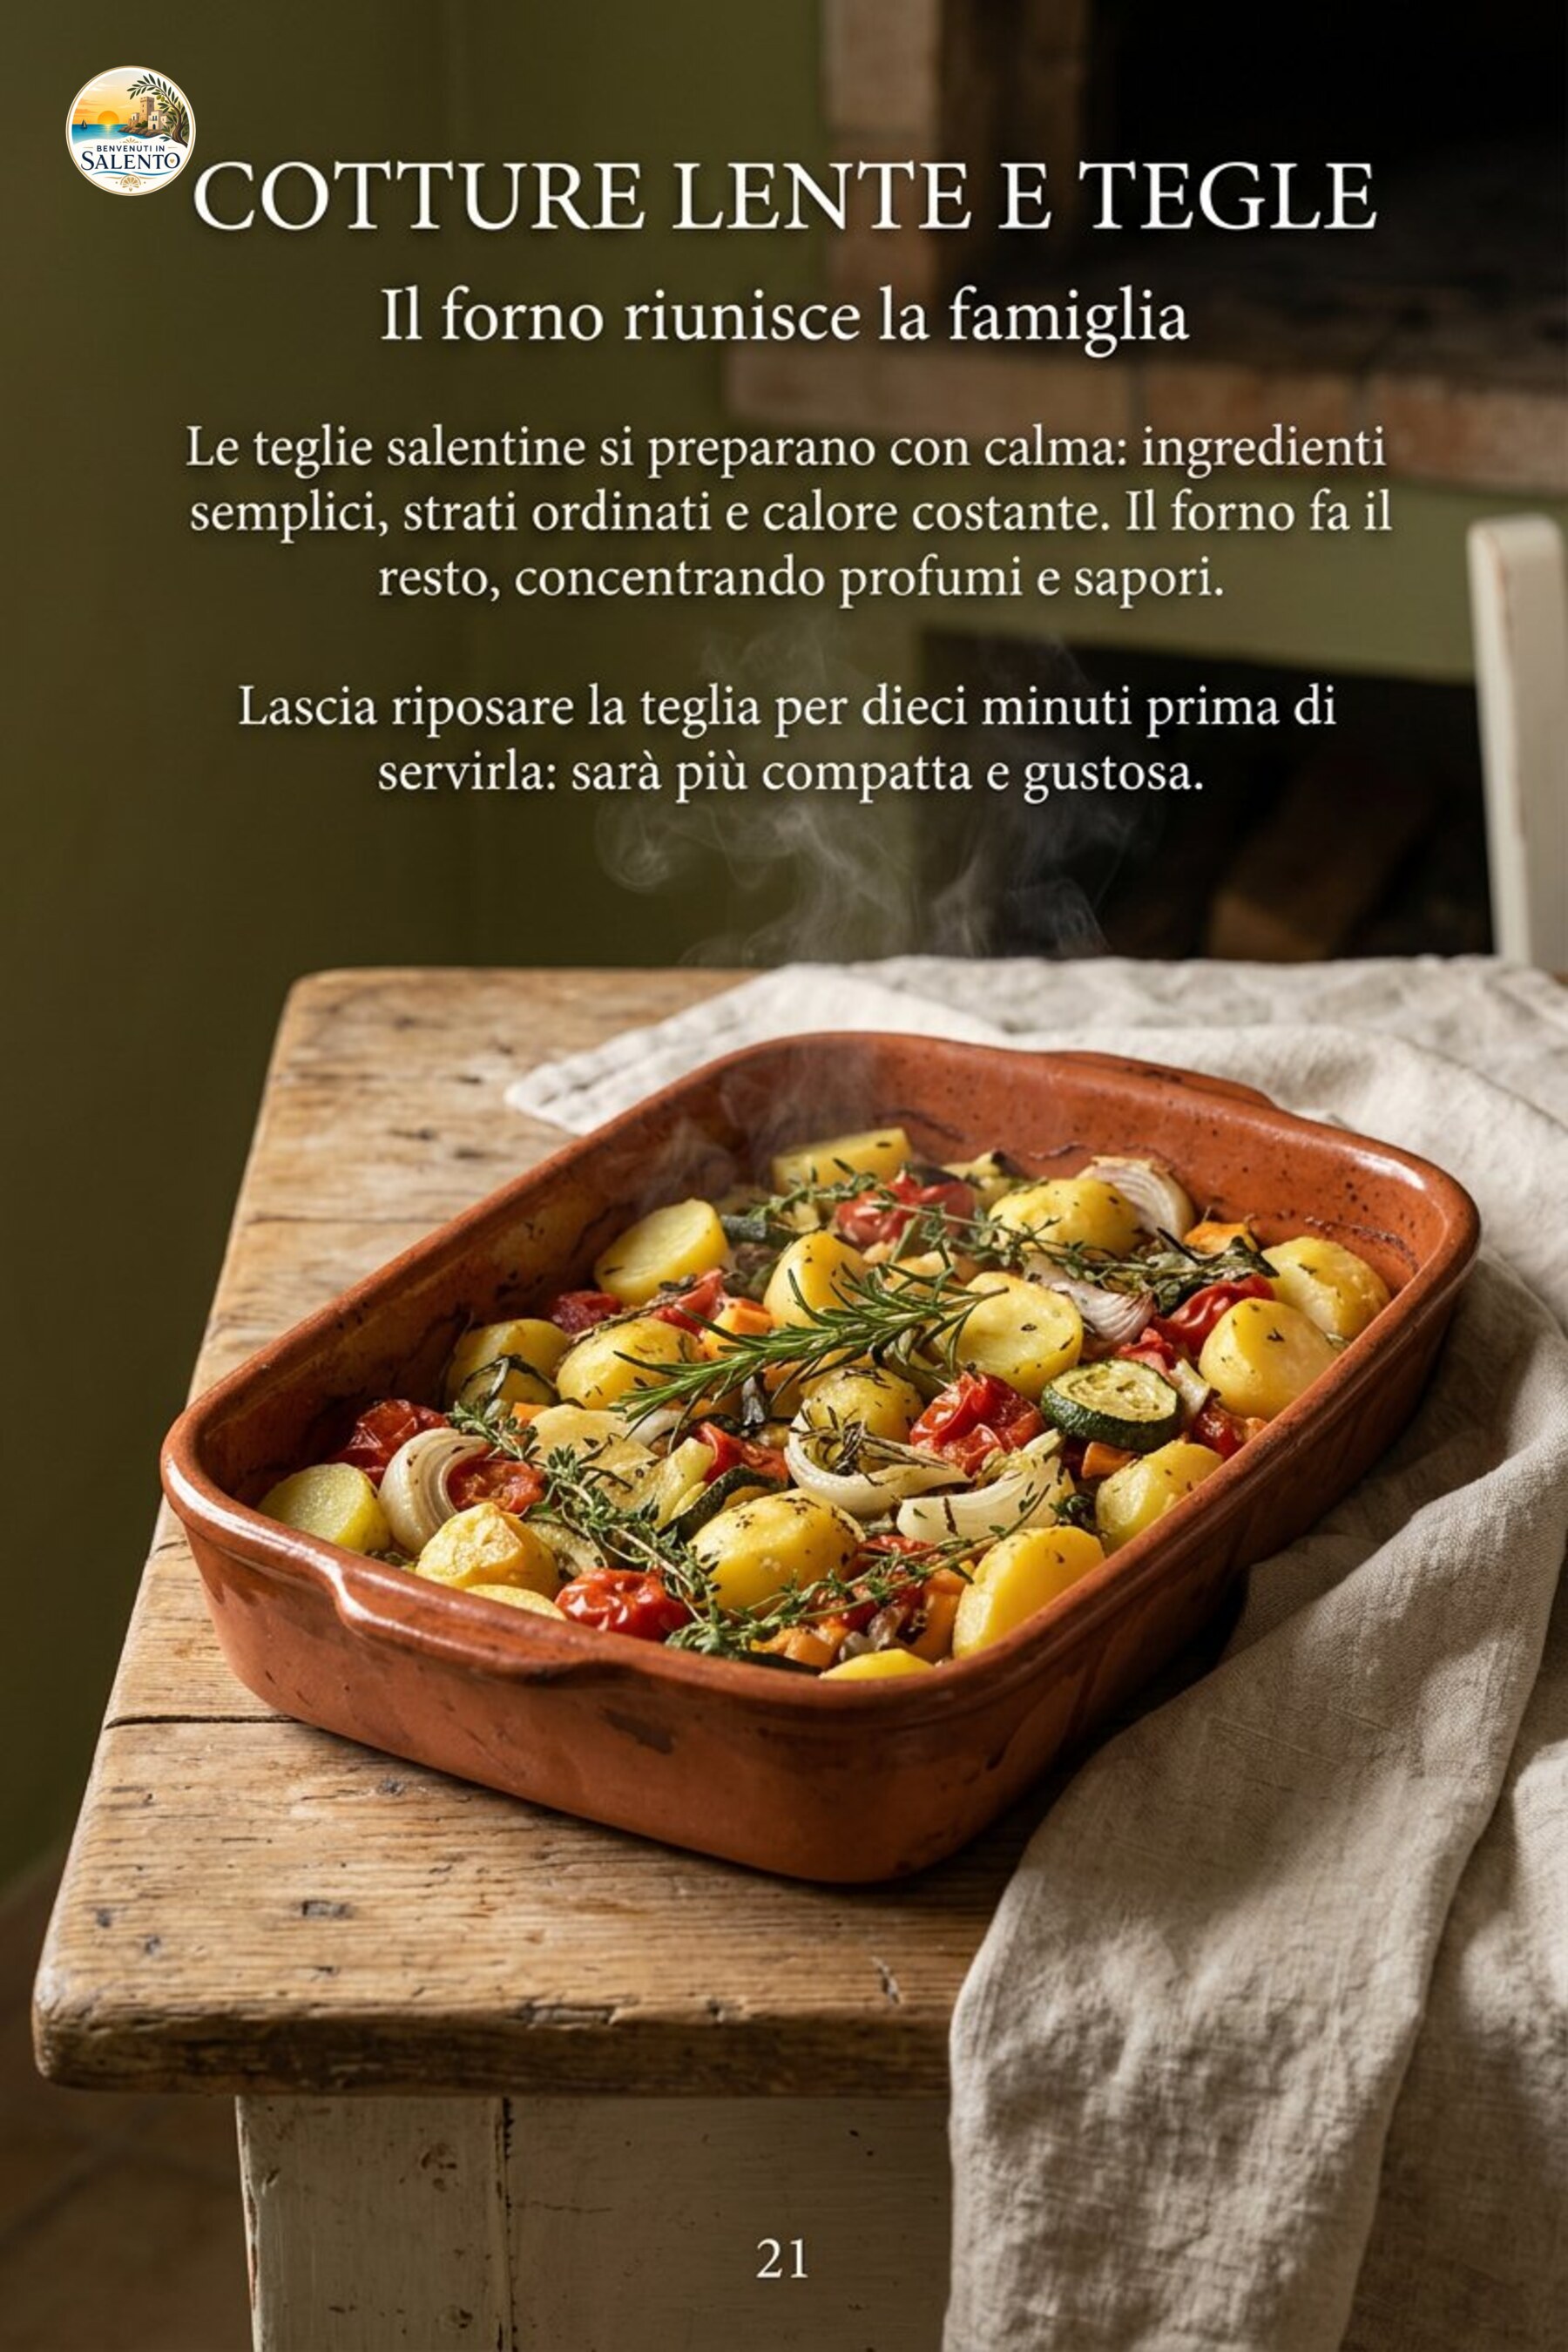 BENVENUTI IN
SALENTO
COTTURE LENTE E TEGLE
Il forno riunisce la famiglia
Le teglie salentine si preparano con calma: ingredienti
semplici, strati ordinati e calore costante. Il forno fa il
resto, concentrando profumi e sapori.
Lascia riposare la teglia per dieci minuti prima di
servirla: sarà più compatta e gustosa.
21